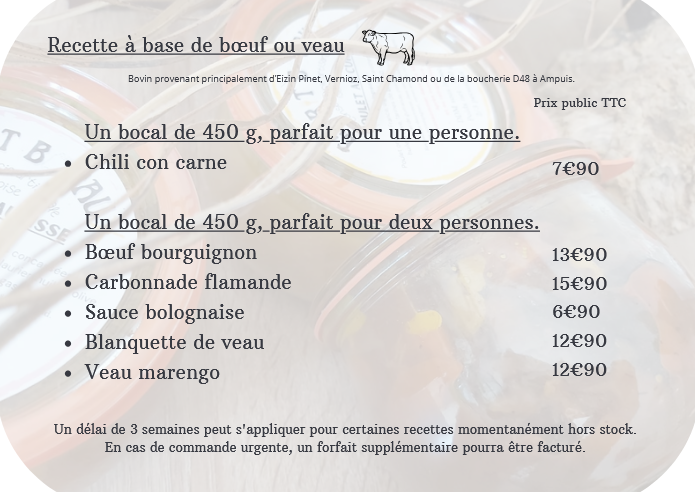 Recette à base de bœuf ou veau
Bovin provenant principalement d'Eizin Pinet, Vernioz, Saint Chamond ou de la boucherie D48 à Ampuis.
Prix public TTC
Un bocal de 450 g, parfait pour une personne.
• Chili con carne 7€90
Un bocal de 450 g, parfait pour deux personnes.
• Bœuf bourguignon 13€90
• Carbonnade flamande 15€90
• Sauce bolognaise 6€90
• Blanquette de veau 12€90
• Veau marengo 12€90
Un délai de 3 semaines peut s'appliquer pour certaines recettes momentanément hors stock.
En cas de commande urgente, un forfait supplémentaire pourra être facturé.